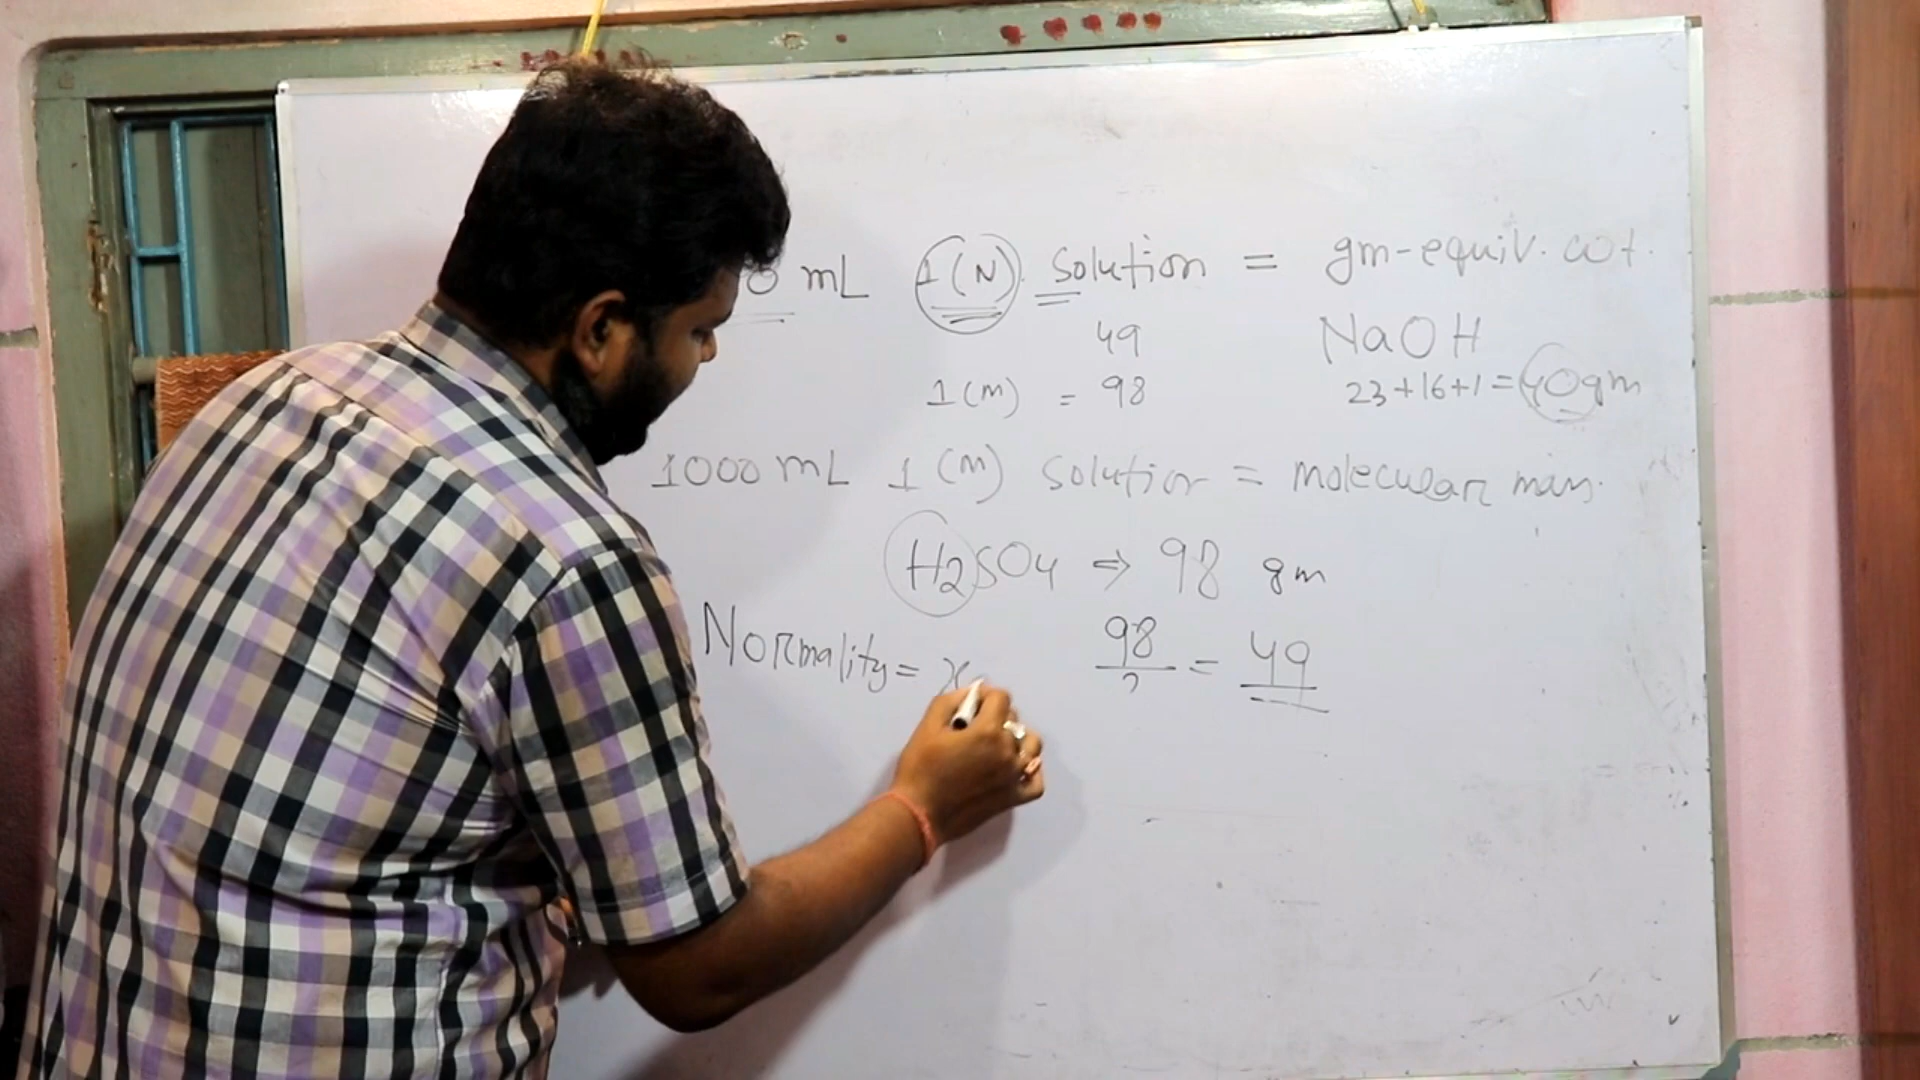 0 mL 1(N). Solution = gm-equiv. wt.
49 NaOH
1(M) = 98 23+16+1=40gm
1000 mL 1(M) Solution = molecular mass.
H2SO4 ⇒ 98 gm
Normality = x 98/2 = 49